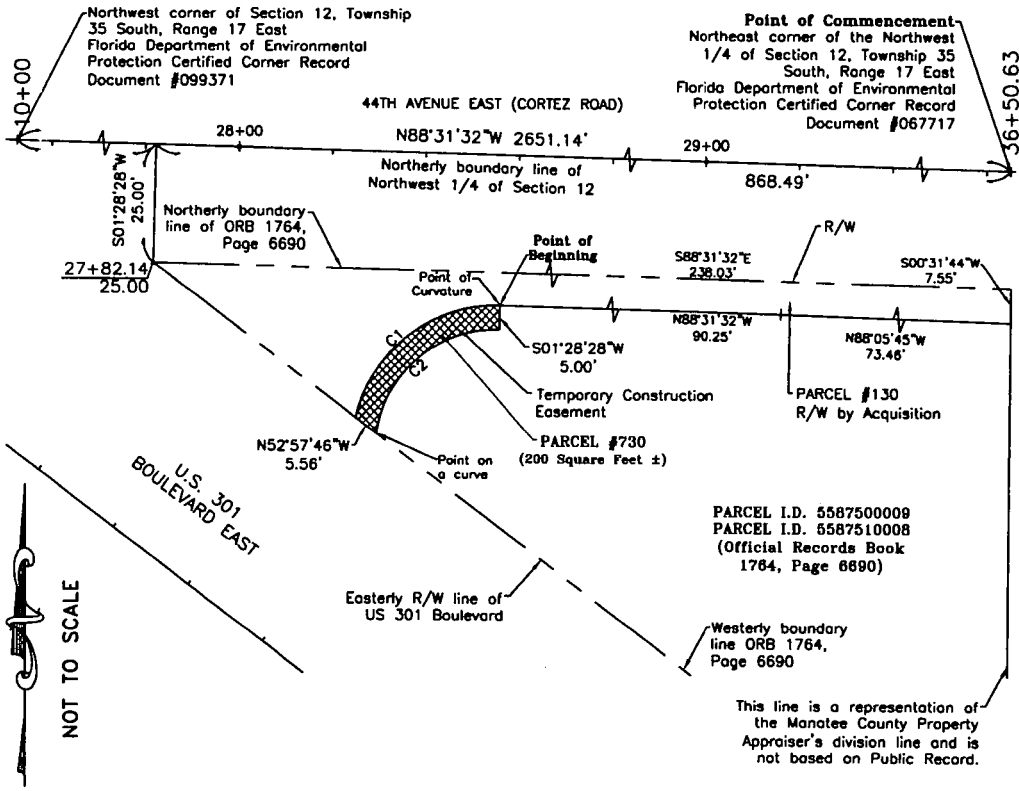 Northwest corner of Section 12, Township
35 South, Range 17 East
Florida Department of Environmental
Protection Certified Corner Record
Document #099371
Point of Commencement
Northeast corner of the Northwest
1/4 of Section 12, Township 35
South, Range 17 East
Florida Department of Environmental
Protection Certified Corner Record
Document #067717
10+00
36+50.63
44TH AVENUE EAST (CORTEZ ROAD)
28+00
N88°31'32"W 2651.14'
29+00
Northerly boundary line of
Northwest 1/4 of Section 12
868.49'
S01°28'28"W
25.00'
Northerly boundary
line of ORB 1764,
Page 6690
27+82.14
25.00
Point of
Beginning
Point of
Curvature
S88°31'32"E
238.03'
R/W
S00°31'44"W
7.55'
C1
C2
S01°28'28"W
5.00'
N88°31'32"W
90.25'
N88°05'45"W
73.46'
Temporary Construction
Easement
PARCEL #130
R/W by Acquisition
PARCEL #730
(200 Square Feet ±)
N52°57'46"W
5.56'
Point on
a curve
U.S. 301
BOULEVARD EAST
PARCEL I.D. 5587500009
PARCEL I.D. 5587510008
(Official Records Book
1764, Page 6690)
Easterly R/W line of
US 301 Boulevard
Westerly boundary
line ORB 1764,
Page 6690
NOT TO SCALE
This line is a representation of
the Manatee County Property
Appraiser's division line and is
not based on Public Record.